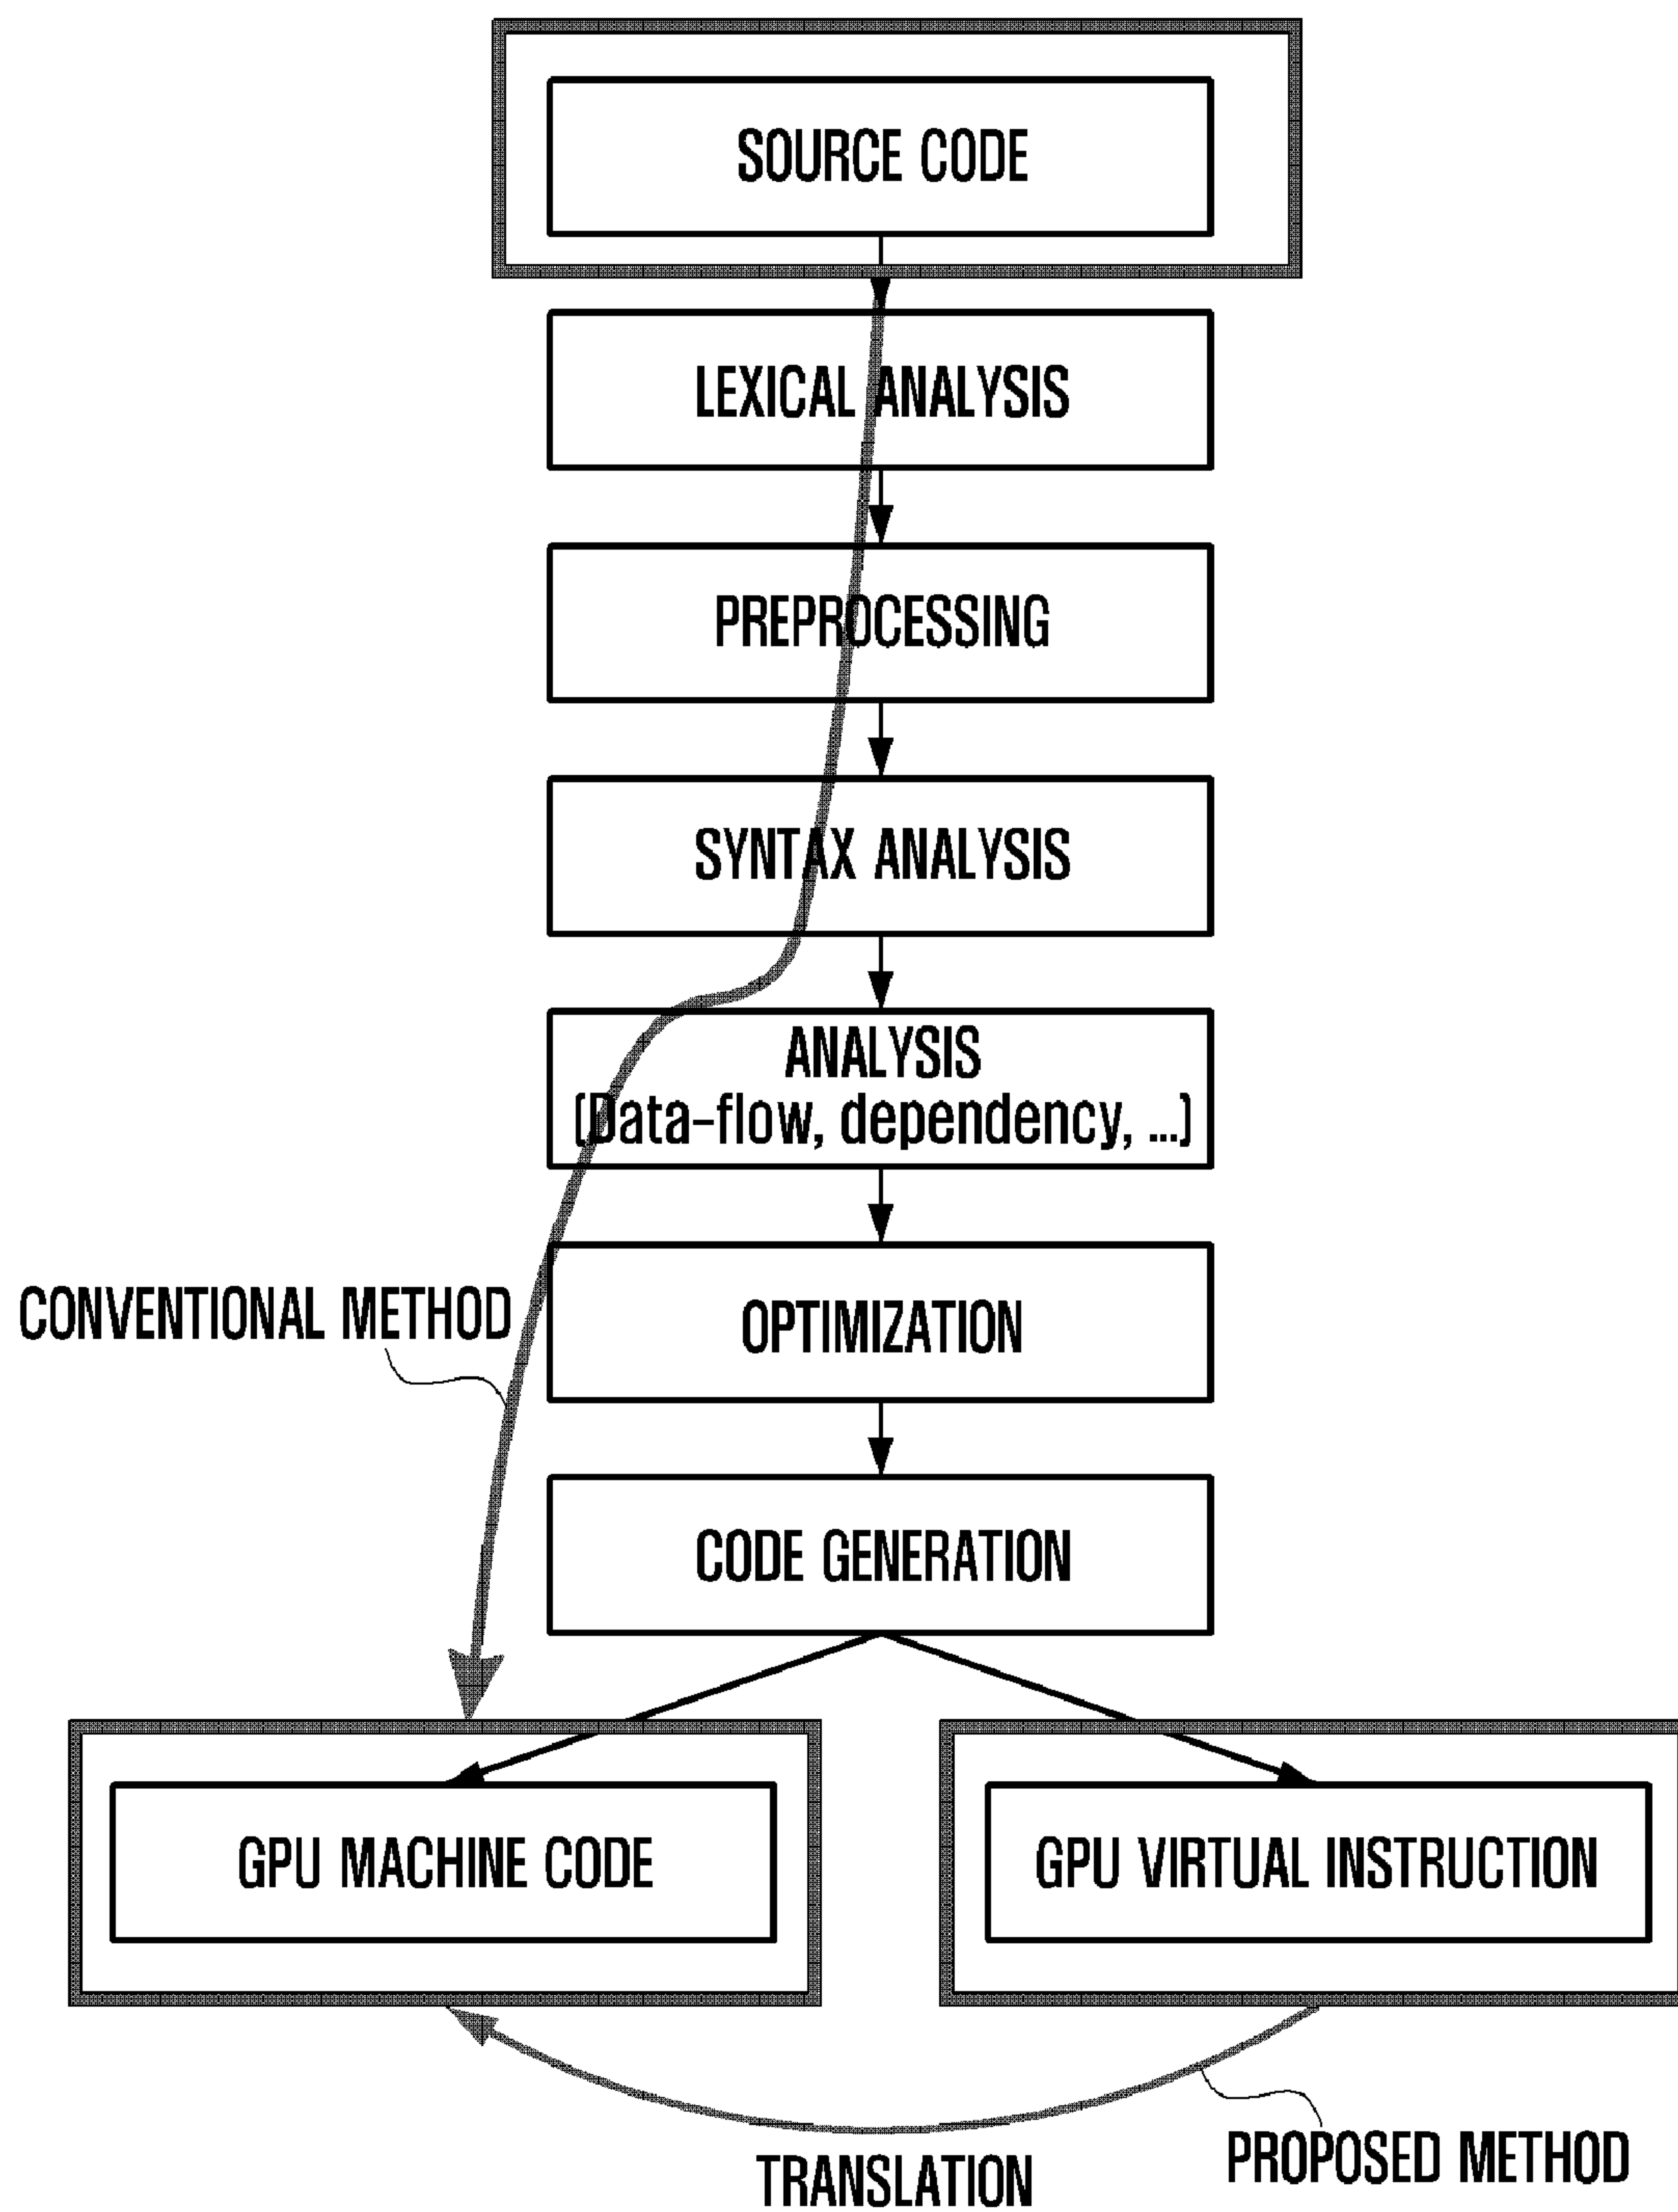 SOURCE CODE
LEXICAL ANALYSIS
PREPROCESSING
SYNTAX ANALYSIS
ANALYSIS
(Data-flow, dependency, ...)
CONVENTIONAL METHOD
OPTIMIZATION
CODE GENERATION
GPU MACHINE CODE
GPU VIRTUAL INSTRUCTION
TRANSLATION
PROPOSED METHOD